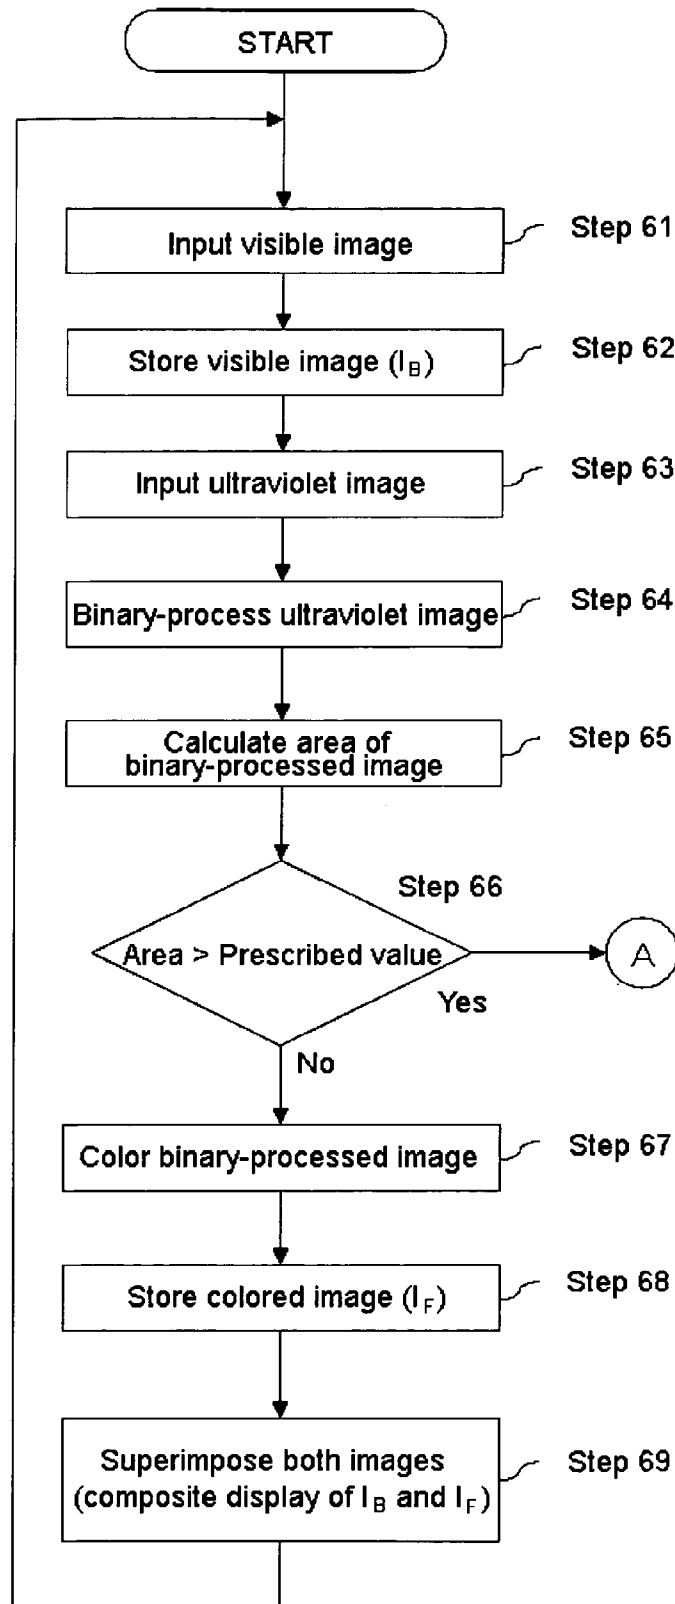 START
Input visible image
Step 61
Store visible image (I_B)
Step 62
Input ultraviolet image
Step 63
Binary-process ultraviolet image
Step 64
Calculate area of
binary-processed image
Step 65
Step 66
Area > Prescribed value
A
Yes
No
Color binary-processed image
Step 67
Store colored image (I_F)
Step 68
Superimpose both images
(composite display of I_B and I_F)
Step 69